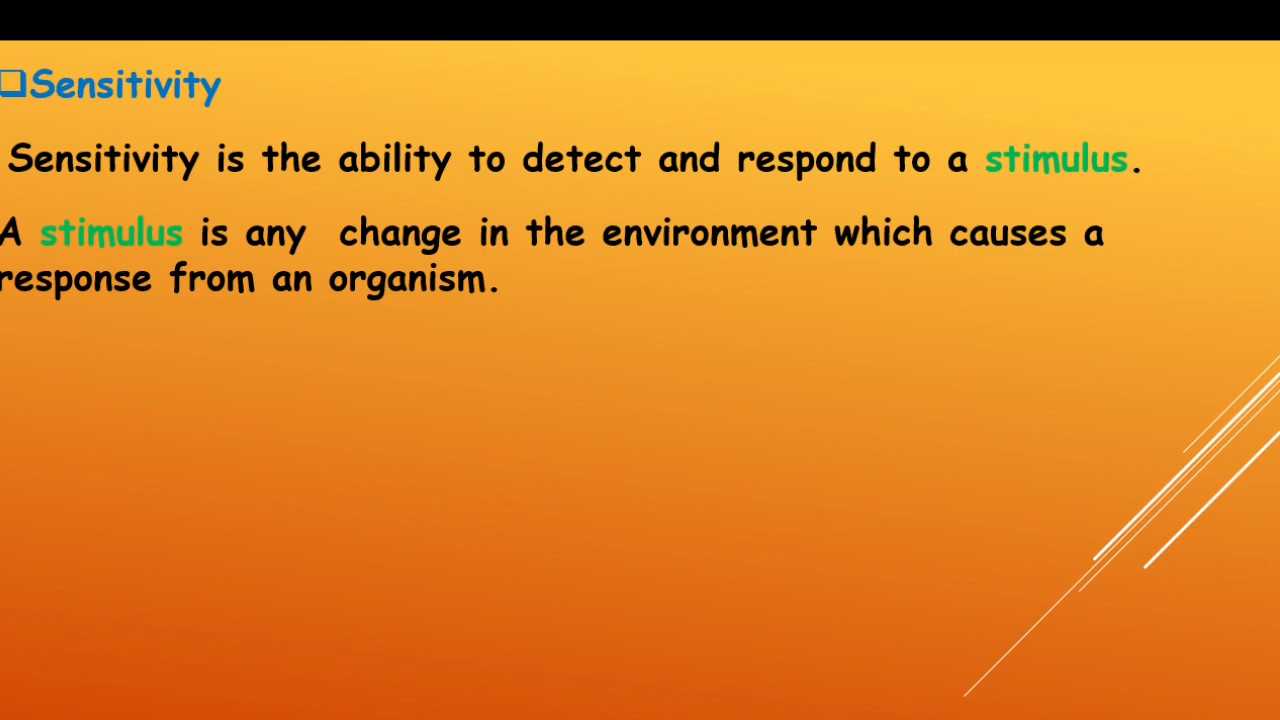 ❑Sensitivity
Sensitivity is the ability to detect and respond to a stimulus.
A stimulus is any change in the environment which causes a
response from an organism.